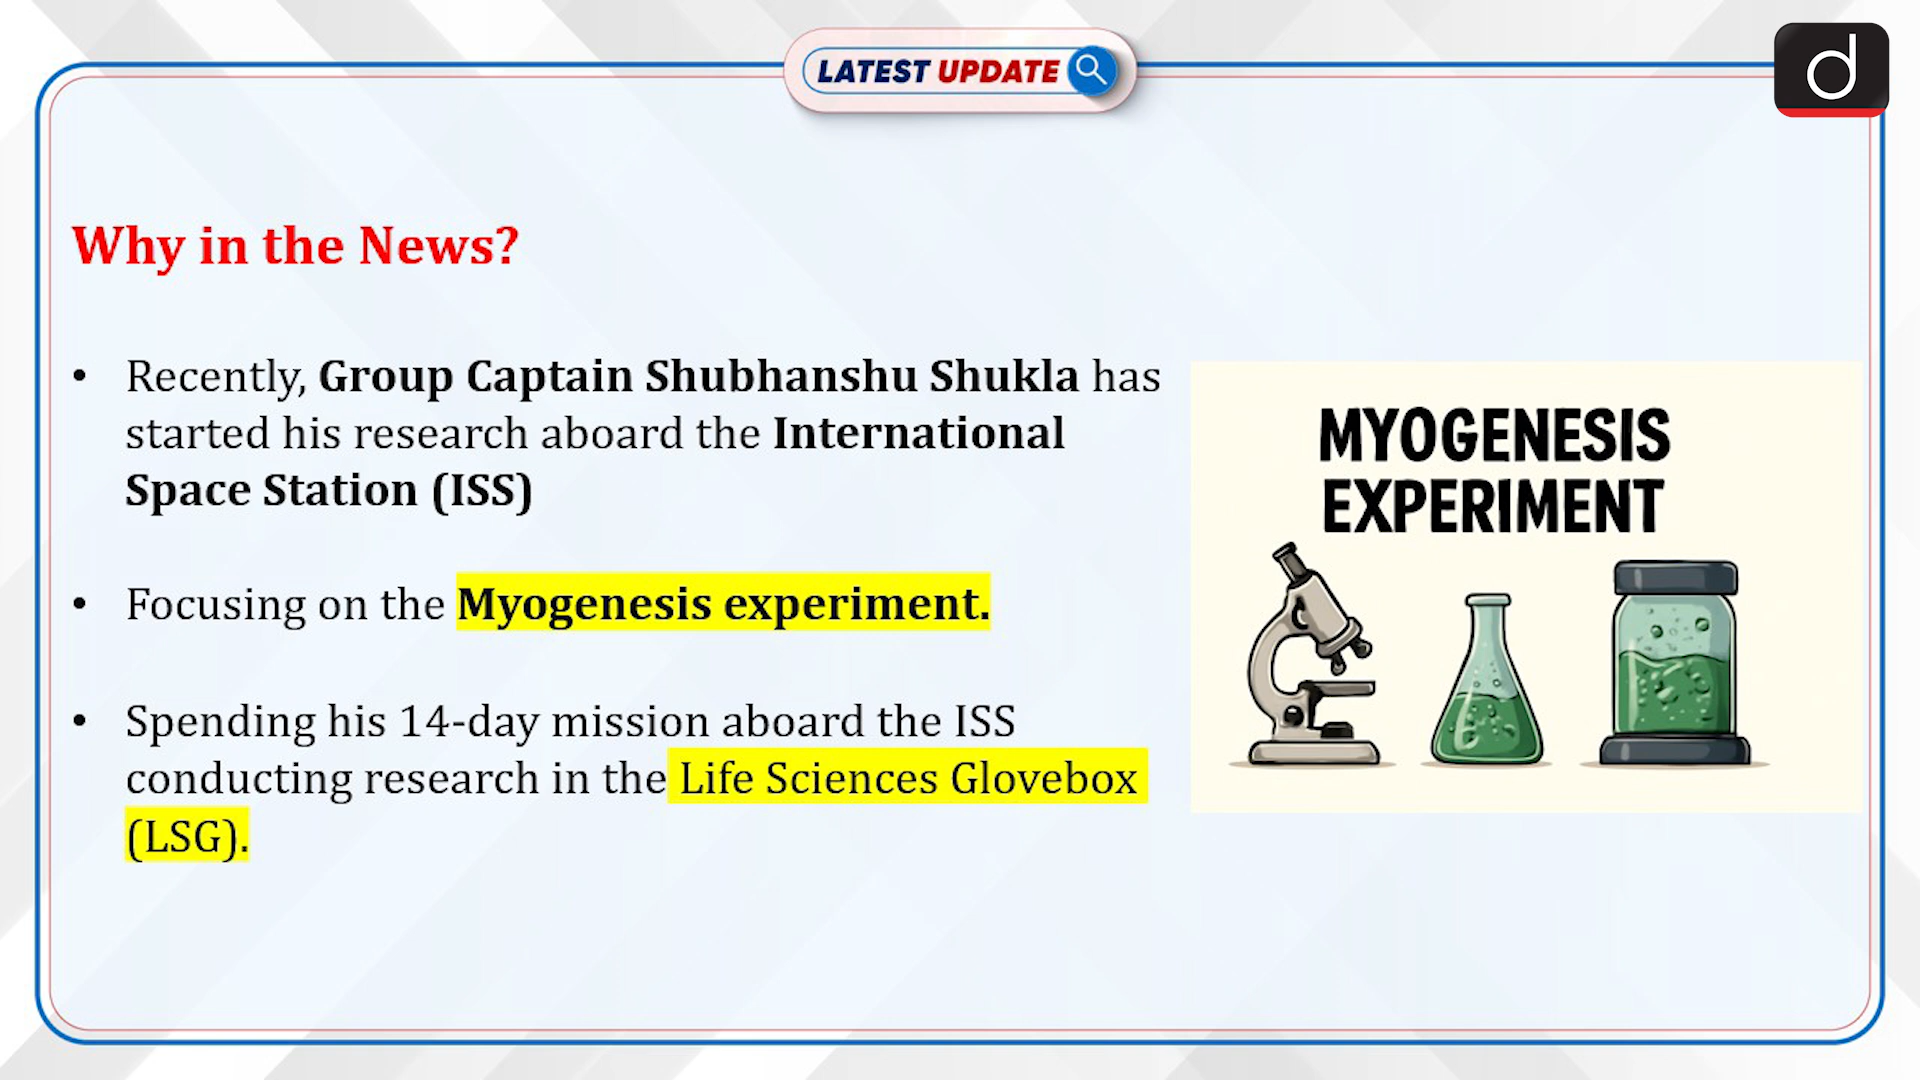 LATEST UPDATE
d
Why in the News?
• Recently, Group Captain Shubhanshu Shukla has
started his research aboard the International
Space Station (ISS)
• Focusing on the Myogenesis experiment.
• Spending his 14-day mission aboard the ISS
conducting research in the Life Sciences Glovebox
(LSG).
MYOGENESIS
EXPERIMENT